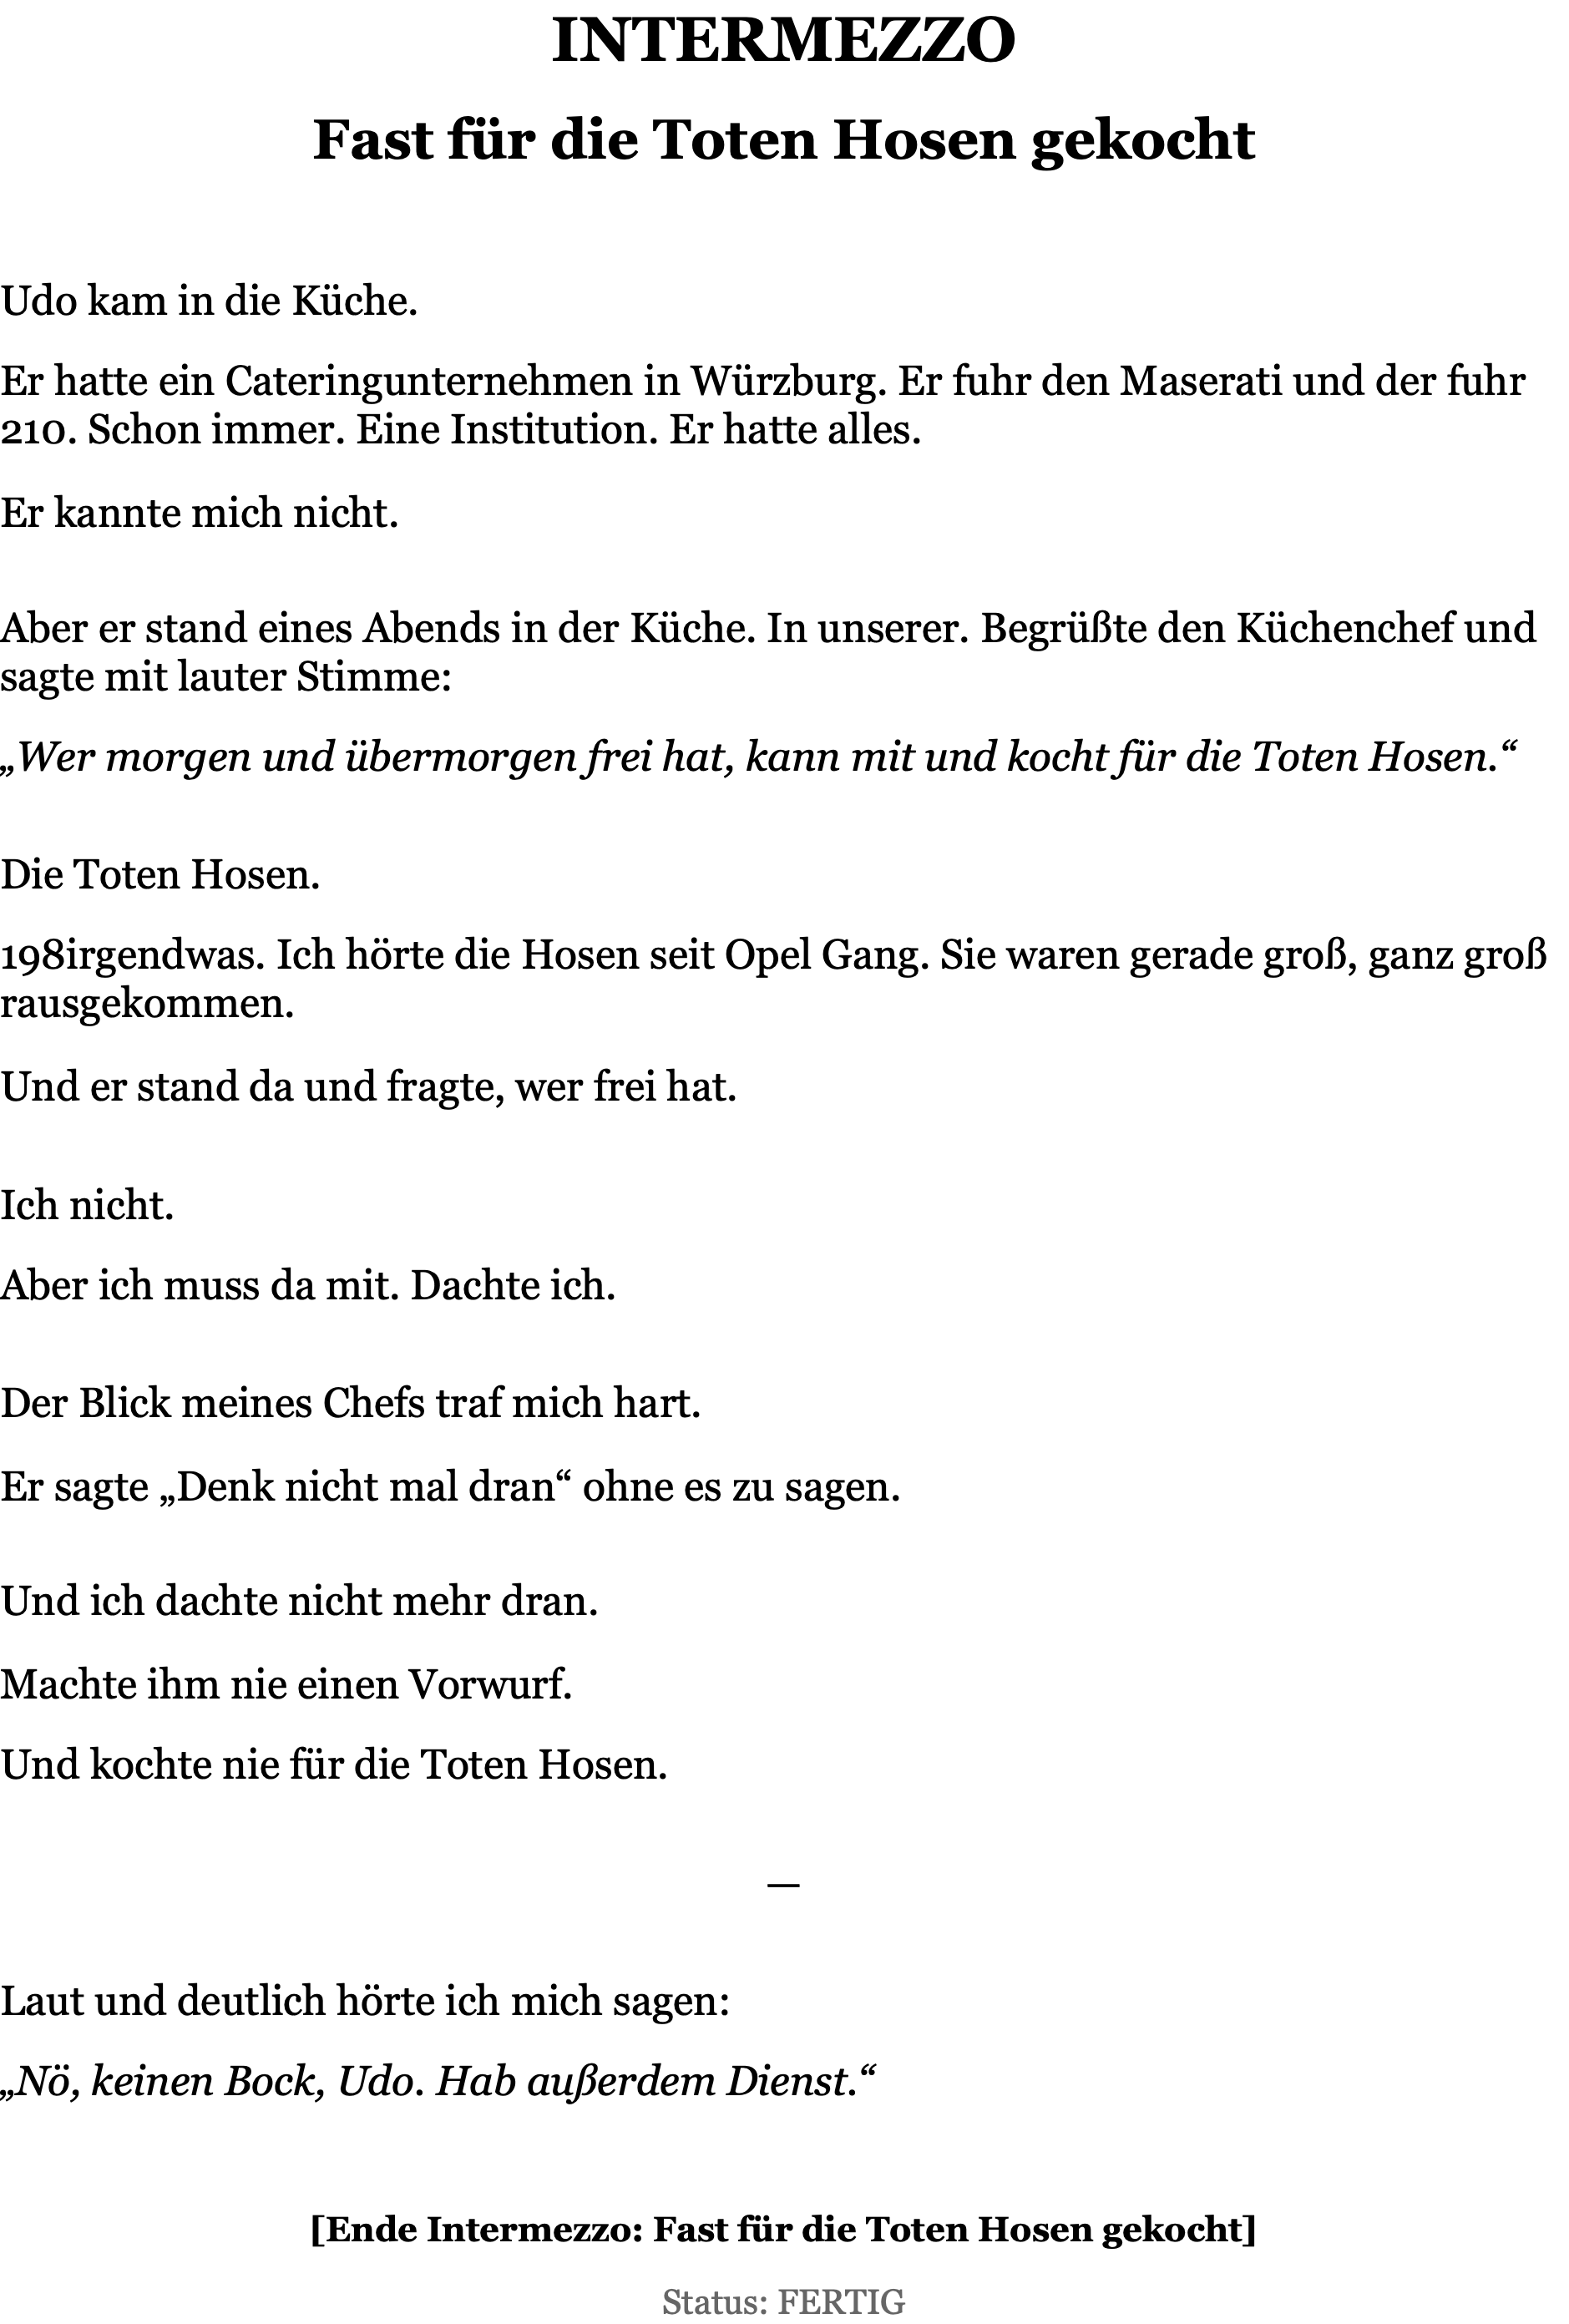 INTERMEZZO
Fast für die Toten Hosen gekocht
Udo kam in die Küche.
Er hatte ein Cateringunternehmen in Würzburg. Er fuhr den Maserati und der fuhr
210. Schon immer. Eine Institution. Er hatte alles.
Er kannte mich nicht.
Aber er stand eines Abends in der Küche. In unserer. Begrüßte den Küchenchef und
sagte mit lauter Stimme:
„Wer morgen und übermorgen frei hat, kann mit und kocht für die Toten Hosen.“
Die Toten Hosen.
198irgendwas. Ich hörte die Hosen seit Opel Gang. Sie waren gerade groß, ganz groß
rausgekommen.
Und er stand da und fragte, wer frei hat.
Ich nicht.
Aber ich muss da mit. Dachte ich.
Der Blick meines Chefs traf mich hart.
Er sagte „Denk nicht mal dran“ ohne es zu sagen.
Und ich dachte nicht mehr dran.
Machte ihm nie einen Vorwurf.
Und kochte nie für die Toten Hosen.
—
Laut und deutlich hörte ich mich sagen:
„Nö, keinen Bock, Udo. Hab außerdem Dienst.“
[Ende Intermezzo: Fast für die Toten Hosen gekocht]
Status: FERTIG